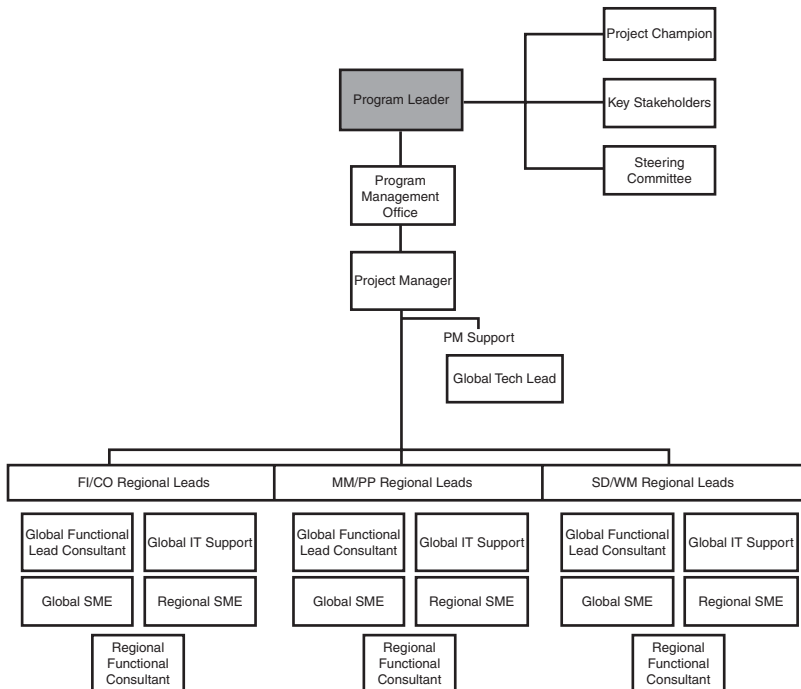 Project Champion
Program Leader
Key Stakeholders
Steering
Committee
Program
Management
Office
Project Manager
PM Support
Global Tech Lead
FI/CO Regional Leads
MM/PP Regional Leads
SD/WM Regional Leads
Global Functional
Lead Consultant
Global IT Support
Global Functional
Lead Consultant
Global IT Support
Global Functional
Lead Consultant
Global IT Support
Global SME
Regional SME
Global SME
Regional SME
Global SME
Regional SME
Regional
Functional
Consultant
Regional
Functional
Consultant
Regional
Functional
Consultant